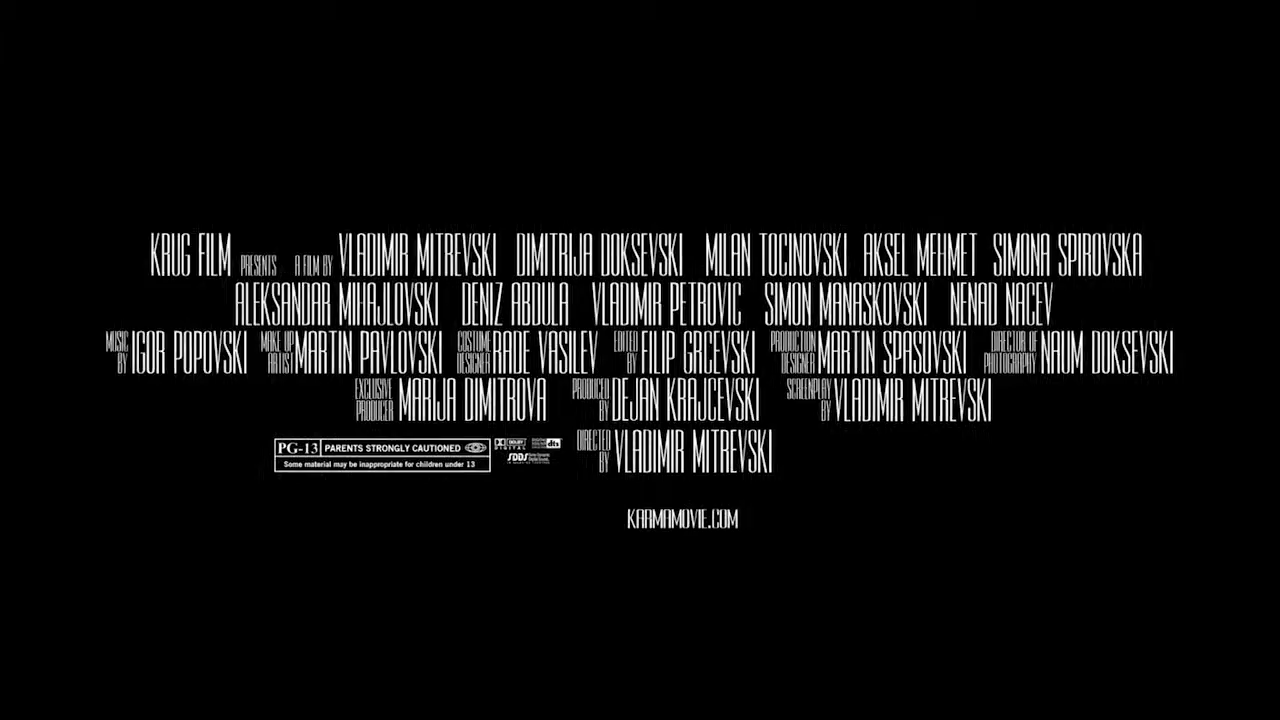 KRUG FILM PRESENTS A FILM BY VLADIMIR MITREVSKI DIMITRIJA DOKSEVSKI MILAN TOCINOVSKI AKSEL MEHMET SIMONA SPIROVSKA
ALEKSANDAR MIHAJLOVSKI DENIZ ABDULA VLADIMIR PETROVIC SIMON MANASKOVSKI NENAD NACEV
MUSIC BY IGOR POPOVSKI MAKE UP ARTIST MARTIN PAVLOVSKI COSTUME DESIGNER RADE VASILEV EDITED BY FILIP GRCEVSKI PRODUCTION DESIGNER MARTIN SPASOVSKI DIRECTOR OF PHOTOGRAPHY NAUM DOKSEVSKI
EXCLUSIVE PRODUCER MARIJA DIMITROVA PRODUCED BY DEJAN KRAJCEVSKI SCREENPLAY BY VLADIMIR MITREVSKI
DIRECTED BY VLADIMIR MITREVSKI
PG-13 PARENTS STRONGLY CAUTIONED
Some material may be inappropriate for children under 13
DOLBY DIGITAL dts
SDDS
KARMAMOVIE.COM